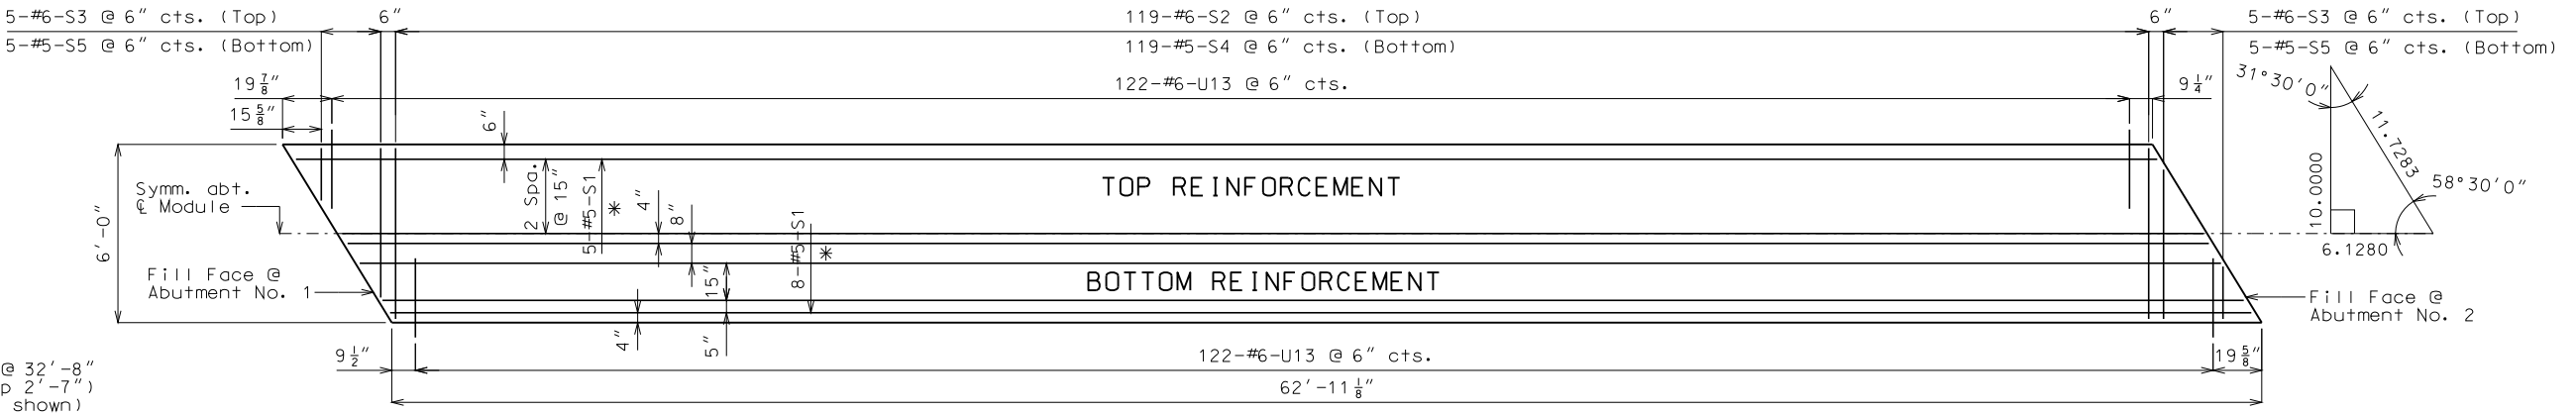 5-#6-S3 @ 6" cts. (Top)
6"
119-#6-S2 @ 6" cts. (Top)
6"
5-#6-S3 @ 6" cts. (Top)
5-#5-S5 @ 6" cts. (Bottom)
119-#5-S4 @ 6" cts. (Bottom)
5-#5-S5 @ 6" cts. (Bottom)
19 7/8"
122-#6-U13 @ 6" cts.
9 1/4"
31°30'0"
15 5/8"
6"
11.7283
10.0000
58°30'0"
6.1280
Symm. abt.
℄ Module
2 Spa.
@ 15"
5-#5-S1
*
4"
8"
TOP REINFORCEMENT
6'-0"
8-#5-S1
*
Fill Face @
Abutment No. 1
15"
BOTTOM REINFORCEMENT
Fill Face @
Abutment No. 2
4"
5"
9 1/2"
122-#6-U13 @ 6" cts.
19 5/8"
62'-11 1/8"
@ 32'-8"
p 2'-7")
shown)